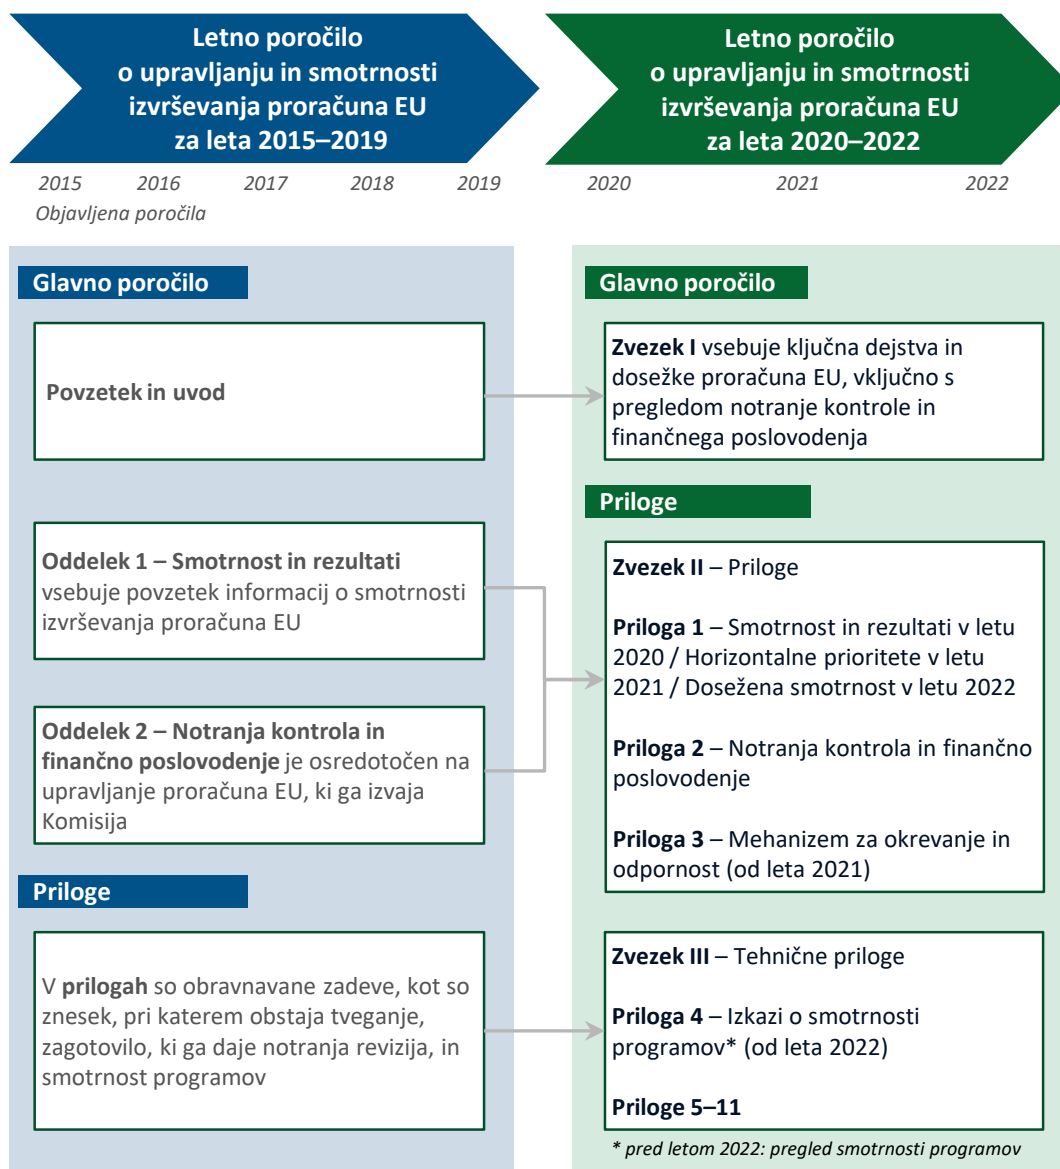 Letno poročilo
o upravljanju in smotrnosti
izvrševanja proračuna EU
za leta 2015–2019
Letno poročilo
o upravljanju in smotrnosti
izvrševanja proračuna EU
za leta 2020–2022
2015 2016 2017 2018 2019
2020 2021 2022
Objavljena poročila
Glavno poročilo
Povzetek in uvod
Oddelek 1 – Smotrnost in rezultati
vsebuje povzetek informacij o smotrnosti
izvrševanja proračuna EU
Oddelek 2 – Notranja kontrola in
finančno poslovodenje je osredotočen na
upravljanje proračuna EU, ki ga izvaja
Komisija
Priloge
V prilogah so obravnavane zadeve, kot so
znesek, pri katerem obstaja tveganje,
zagotovilo, ki ga daje notranja revizija, in
smotrnost programov
Glavno poročilo
Zvezek I vsebuje ključna dejstva in
dosežke proračuna EU, vključno s
pregledom notranje kontrole in
finančnega poslovodenja
Priloge
Zvezek II – Priloge
Priloga 1 – Smotrnost in rezultati v letu
2020 / Horizontalne prioritete v letu
2021 / Dosežena smotrnost v letu 2022
Priloga 2 – Notranja kontrola in finančno
poslovodenje
Priloga 3 – Mehanizem za okrevanje in
odpornost (od leta 2021)
Zvezek III – Tehnične priloge
Priloga 4 – Izkazi o smotrnosti
programov* (od leta 2022)
Priloge 5–11
* pred letom 2022: pregled smotrnosti programov